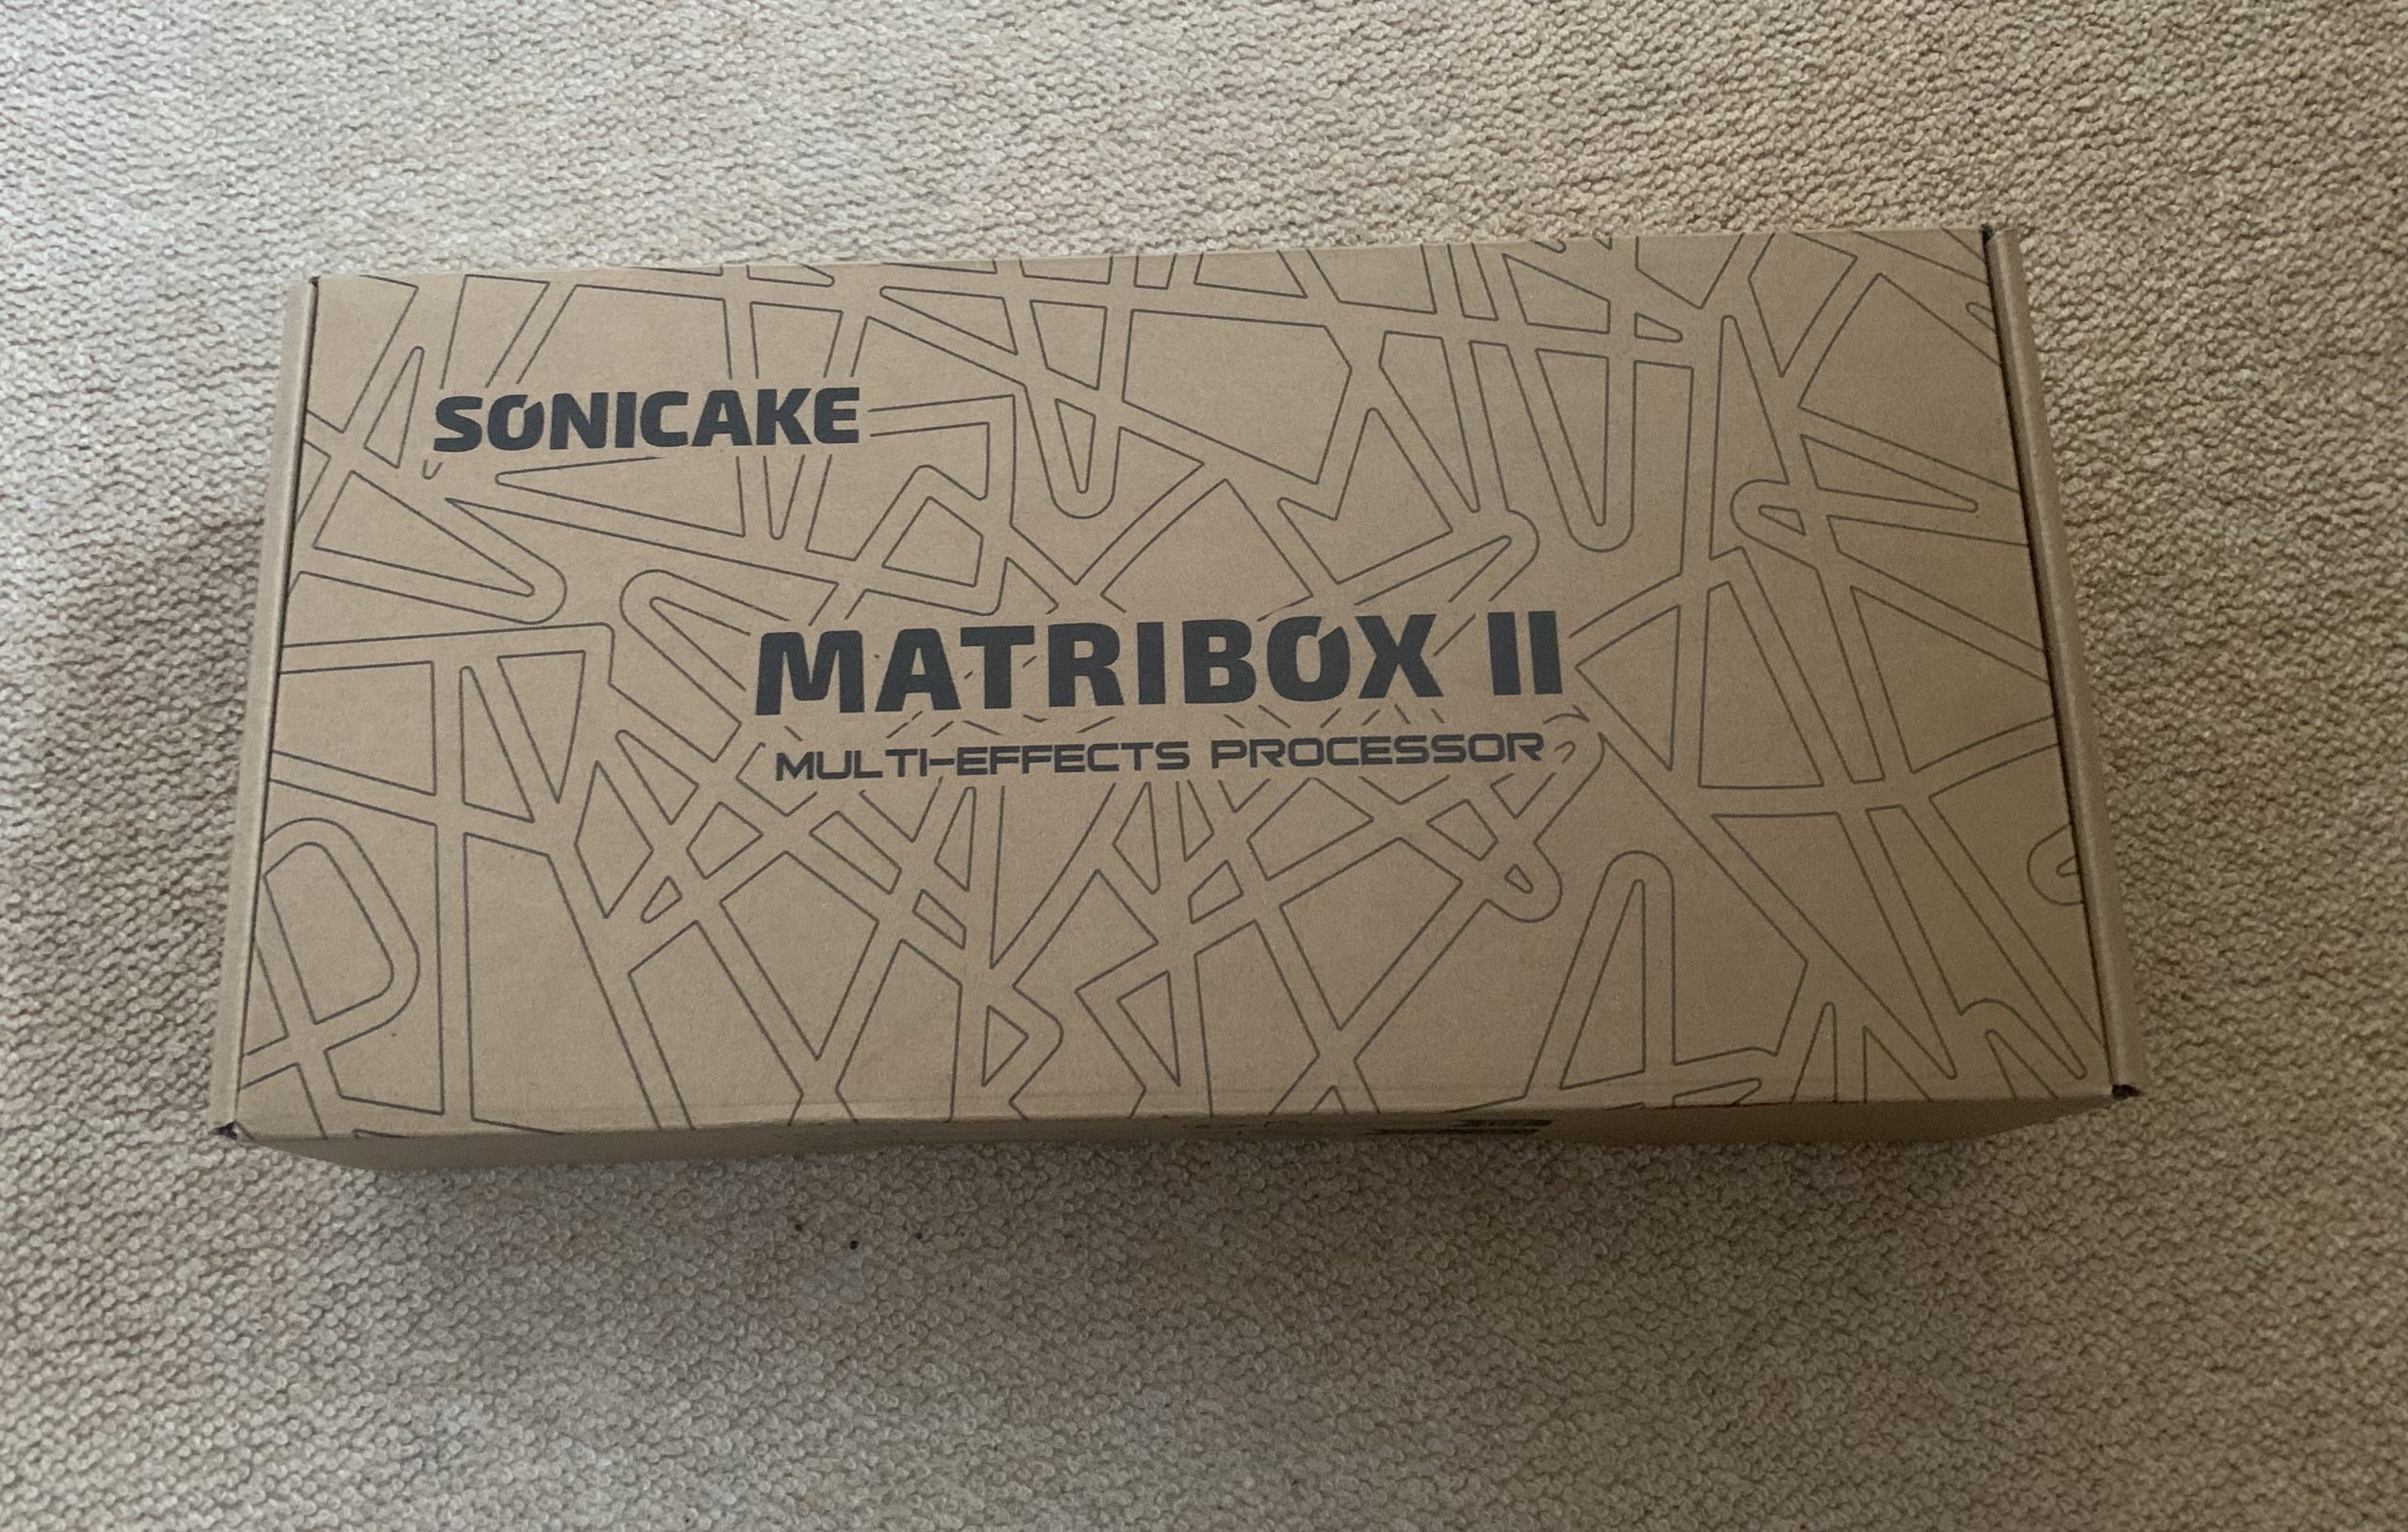 SONICAKE
MATRIBOX II
MULTI-EFFECTS PROCESSOR